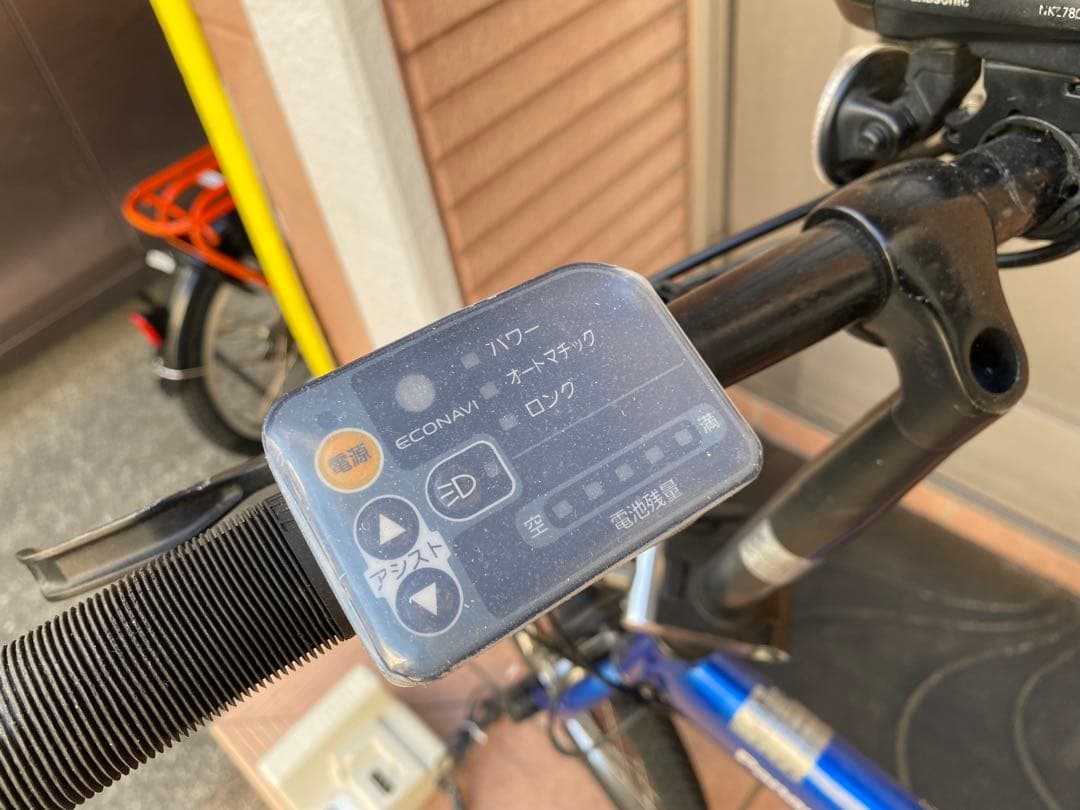 パワー
オートマチック
ロング
ECONAVI
電源
アシスト
空
満
電池残量
Panasonic